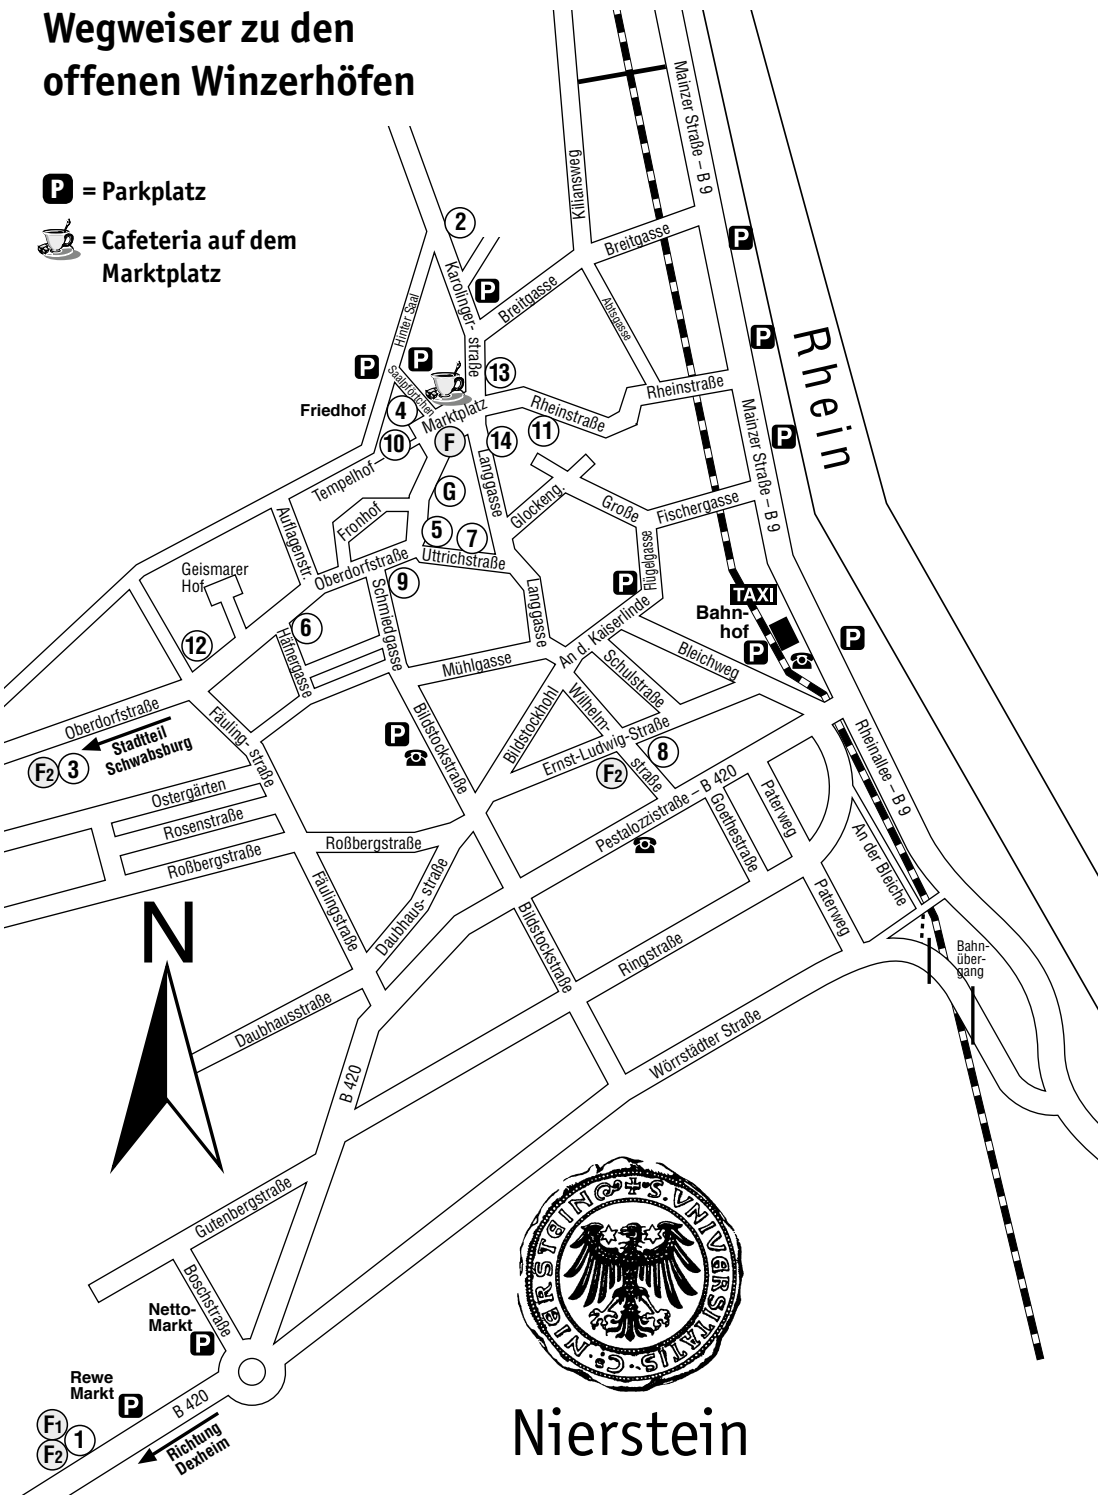 Wegweiser zu den
offenen Winzerhöfen
P = Parkplatz
= Cafeteria auf dem
Marktplatz
Mainzer Straße – B 9
Kiliansweg
2
Breitgasse
P
Karolinger-
straße
P
Breitgasse
Abtsgasse
Hinter Saal
P
Rhein
P
P
Saalpförtchen
13
Rheinstraße
Friedhof
4
Marktplatz
Rheinstraße
11
Mainzer Straße – B 9
P
10
F
14
Tempelhof
Langgasse
G
Glockeng.
Große
Fischergasse
Auflagenstr.
Fronhof
5
7
Uttrichstraße
Oberdorfstraße
Flügelgasse
Geismarer
Hof
9
P
TAXI
Bahn-
hof
P
P
Schmiedgasse
Langgasse
An d. Kaiserlinde
6
12
Häfnergasse
Mühlgasse
Bleichweg
Schulstraße
Oberdorfstraße
Stadtteil
Schwabsburg
F2
3
Fäuling-
straße
P
Bildstockstraße
Bildstockhohl
Wilhelm-
straße
Ernst-Ludwig-Straße
8
F2
Rheinallee – B 9
Ostergärten
Rosenstraße
Roßbergstraße
Roßbergstraße
Pestalozzistraße – B 420
Goethestraße
Paterweg
An der Bleiche
Fäulingstraße
Daubhaus-
straße
N
Bildstockstraße
Paterweg
Ringstraße
Bahn-
über-
gang
Daubhausstraße
Wörrstädter Straße
B 420
Gutenbergstraße
Boschstraße
NIERSTEIN S. UNIVERSITATIS C.
Netto-
Markt
P
Rewe
Markt
P
B 420
F1
F2
1
Richtung
Dexheim
Nierstein